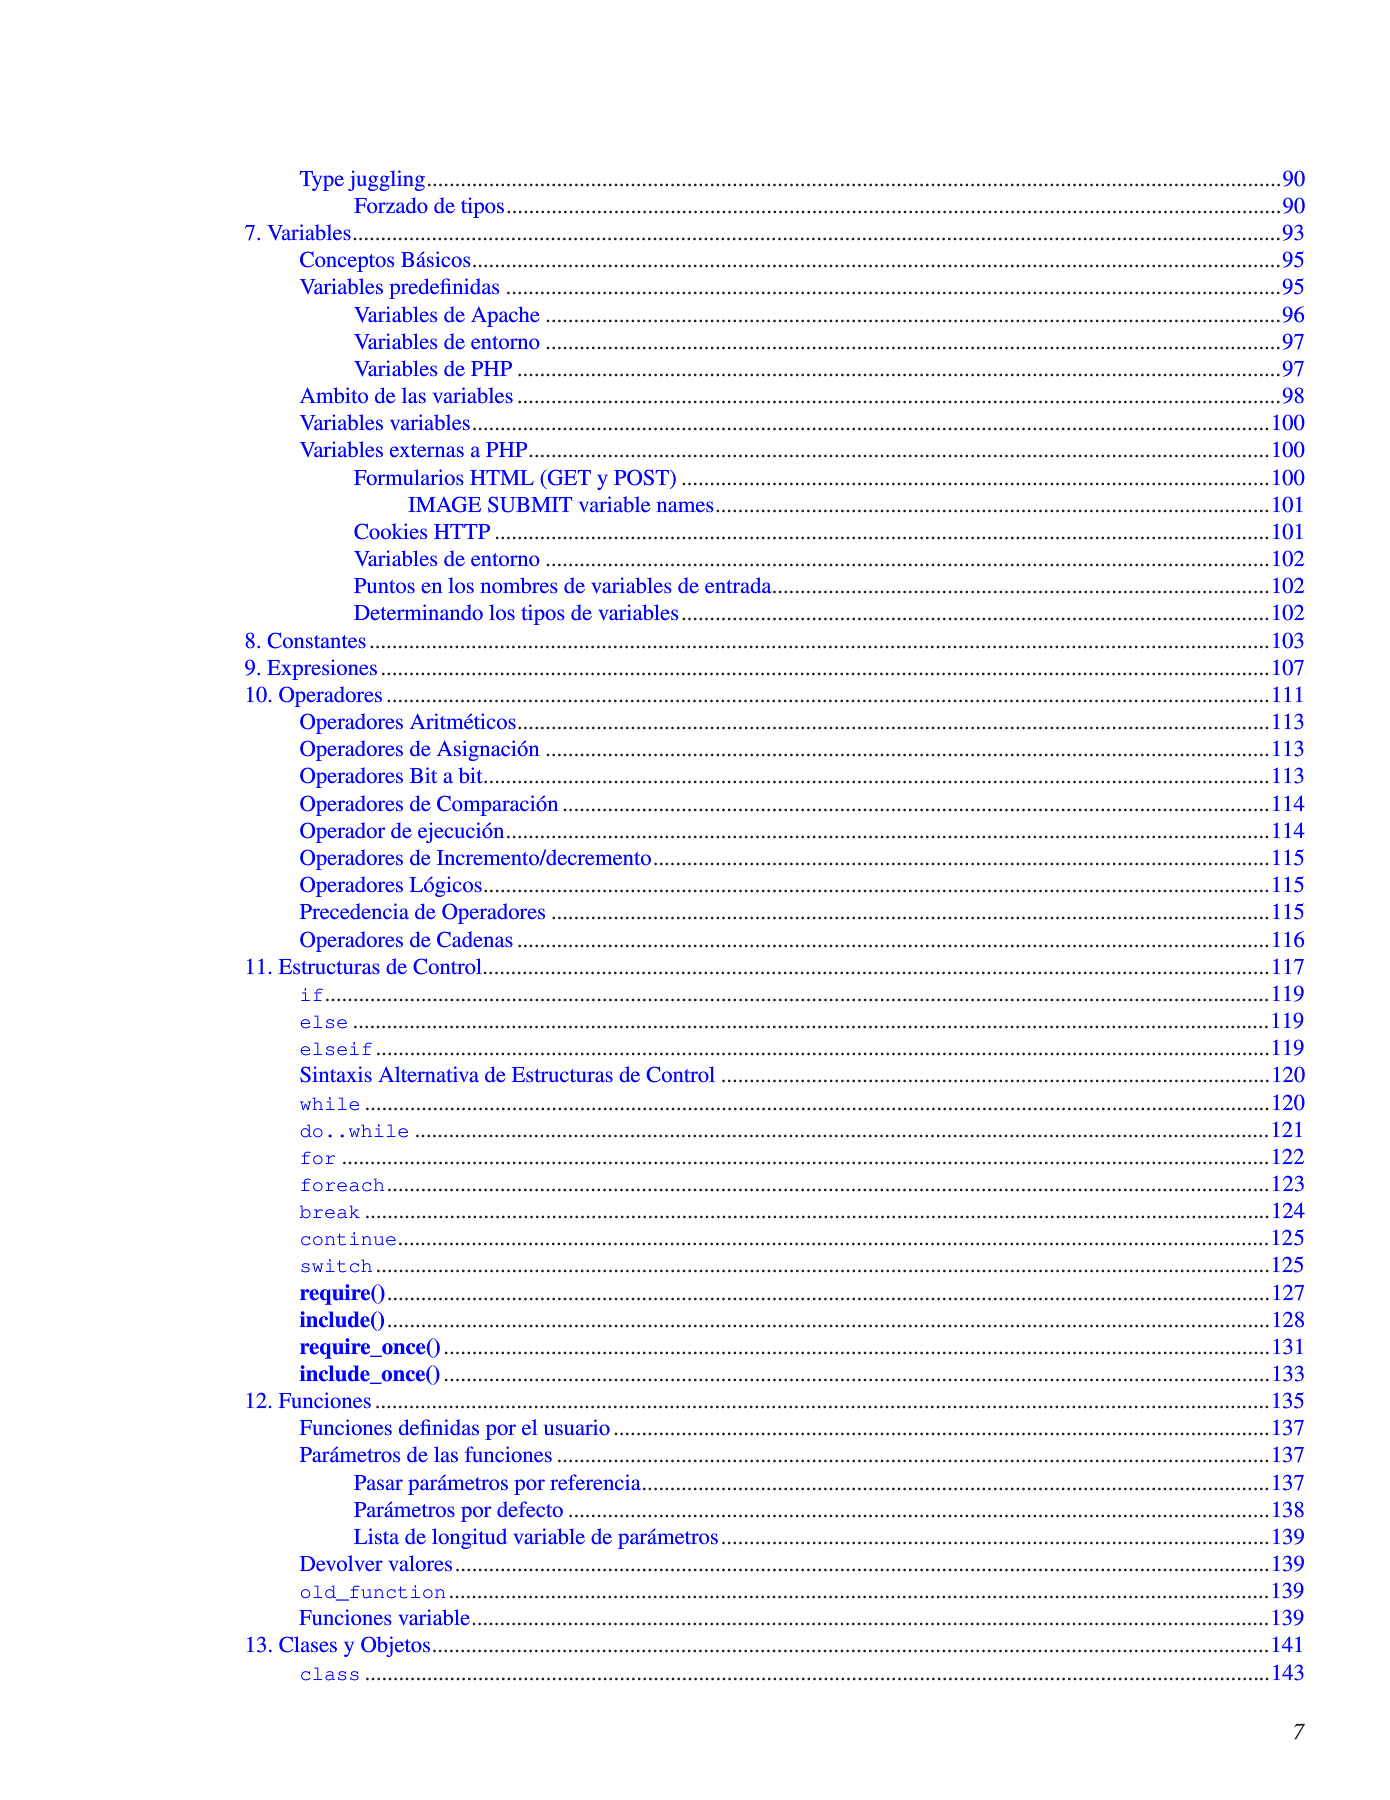 Type juggling....................90
Forzado de tipos....................90
7. Variables....................93
Conceptos Básicos....................95
Variables predefinidas ....................95
Variables de Apache ....................96
Variables de entorno ....................97
Variables de PHP ....................97
Ambito de las variables ....................98
Variables variables....................100
Variables externas a PHP....................100
Formularios HTML (GET y POST) ....................100
IMAGE SUBMIT variable names....................101
Cookies HTTP ....................101
Variables de entorno ....................102
Puntos en los nombres de variables de entrada....................102
Determinando los tipos de variables....................102
8. Constantes ....................103
9. Expresiones ....................107
10. Operadores ....................111
Operadores Aritméticos....................113
Operadores de Asignación ....................113
Operadores Bit a bit....................113
Operadores de Comparación ....................114
Operador de ejecución....................114
Operadores de Incremento/decremento....................115
Operadores Lógicos....................115
Precedencia de Operadores ....................115
Operadores de Cadenas ....................116
11. Estructuras de Control....................117
if....................119
else ....................119
elseif ....................119
Sintaxis Alternativa de Estructuras de Control ....................120
while ....................120
do..while ....................121
for ....................122
foreach....................123
break ....................124
continue....................125
switch ....................125
require()....................127
include()....................128
require_once() ....................131
include_once() ....................133
12. Funciones ....................135
Funciones definidas por el usuario ....................137
Parámetros de las funciones ....................137
Pasar parámetros por referencia....................137
Parámetros por defecto ....................138
Lista de longitud variable de parámetros....................139
Devolver valores....................139
old_function....................139
Funciones variable....................139
13. Clases y Objetos....................141
class ....................143
7